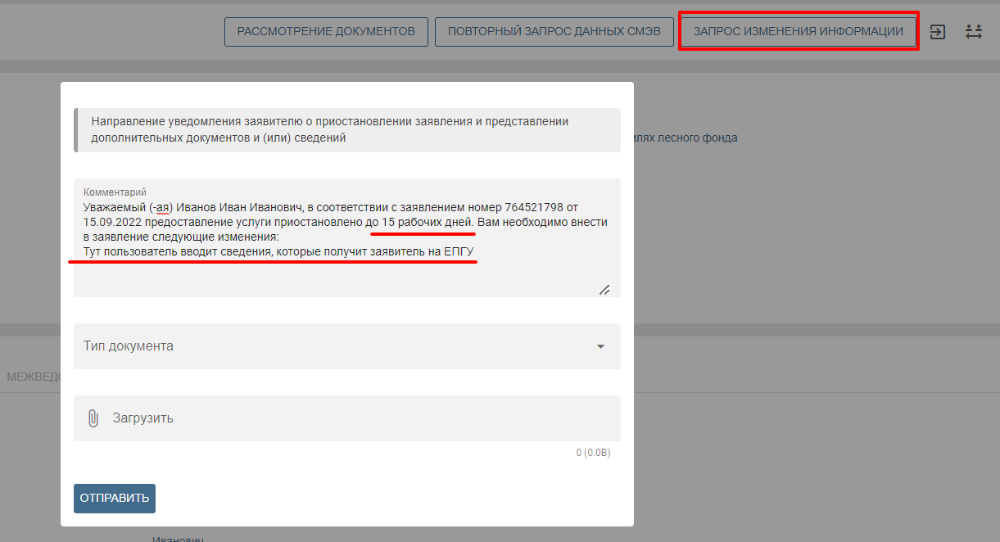 РАССМОТРЕНИЕ ДОКУМЕНТОВ
ПОВТОРНЫЙ ЗАПРОС ДАННЫХ СМЭВ
ЗАПРОС ИЗМЕНЕНИЯ ИНФОРМАЦИИ
Направление уведомления заявителю о приостановлении заявления и представлении
дополнительных документов и (или) сведений
лях лесного фонда
Комментарий
Уважаемый (-ая) Иванов Иван Иванович, в соответствии с заявлением номер 764521798 от
15.09.2022 предоставление услуги приостановлено до 15 рабочих дней. Вам необходимо внести
в заявление следующие изменения:
Тут пользователь вводит сведения, которые получит заявитель на ЕПГУ
Тип документа
МЕЖВЕД
Загрузить
0 (0.0B)
ОТПРАВИТЬ
Иванович